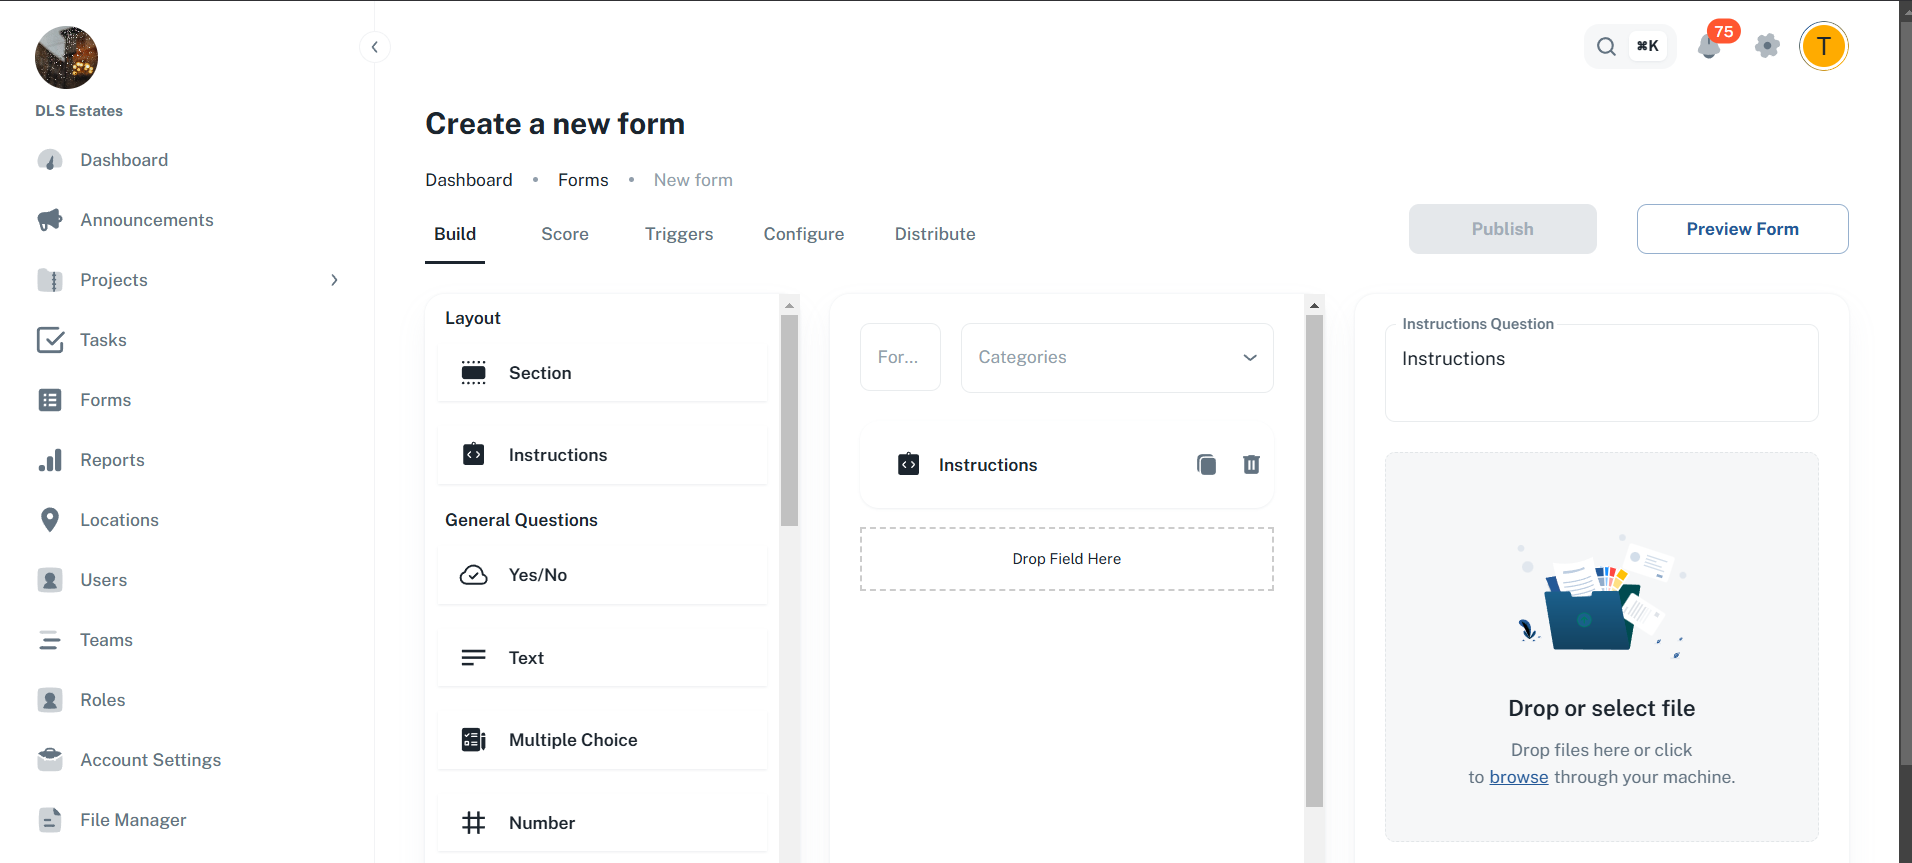 DLS Estates
Dashboard
Announcements
Projects
Tasks
Forms
Reports
Locations
Users
Teams
Roles
Account Settings
File Manager
⌘K
75
T
Create a new form
Dashboard • Forms • New form
Build Score Triggers Configure Distribute
Publish
Preview Form
Layout
Section
Instructions
General Questions
Yes/No
Text
Multiple Choice
Number
For...
Categories
Instructions
Drop Field Here
Instructions Question
Instructions
Drop or select file
Drop files here or click
to browse through your machine.